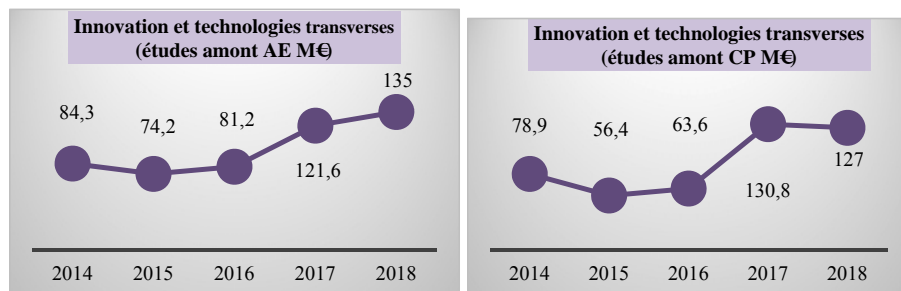 Innovation et technologies transverses
(études amont AE M€)
135
84,3
74,2
81,2
121,6
2014 2015 2016 2017 2018
Innovation et technologies transverses
(études amont CP M€)
78,9
56,4
63,6
130,8
127
2014 2015 2016 2017 2018